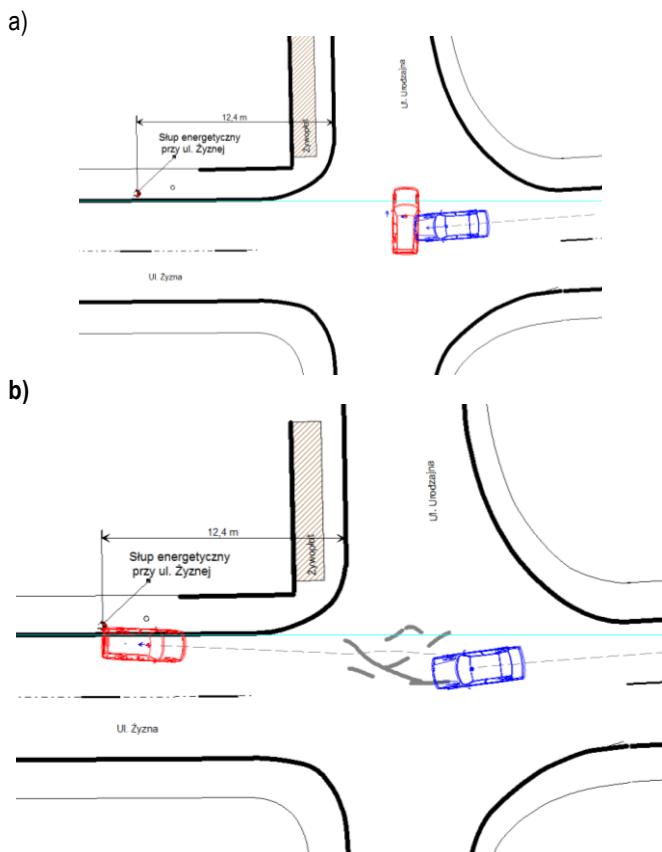 a)
12,4 m
Słup energetyczny
przy ul. Żyznej
Żywopłot
Ul. Urodzajna
Ul. Żyzna
b)
12,4 m
Słup energetyczny
przy ul. Żyznej
Żywopłot
Ul. Urodzajna
Ul. Żyzna